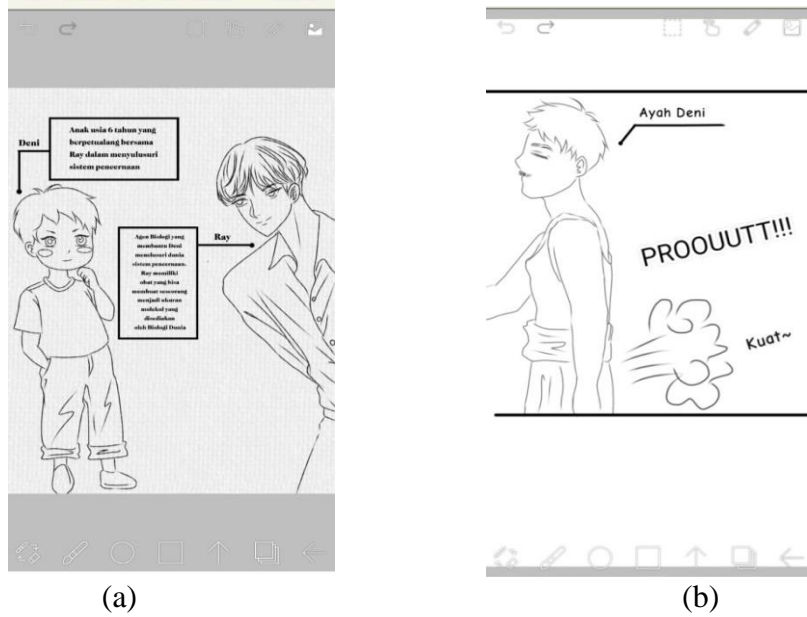 Deni
Anak usia 6 tahun yang
berpetualang bersama
Ray dalam menyulusuri
sistem pencernaan
Ray
Agen Biologi yang
membantu Deni
menelusuri dunia
sistem pencernaan.
Ray memiliki
obat yang bisa
membuat seseorang
menjadi ukuran
molekul yang
disediakan
oleh Biologi Dunia
(a)
Ayah Deni
PROOUUTT!!!
Kuat~
(b)